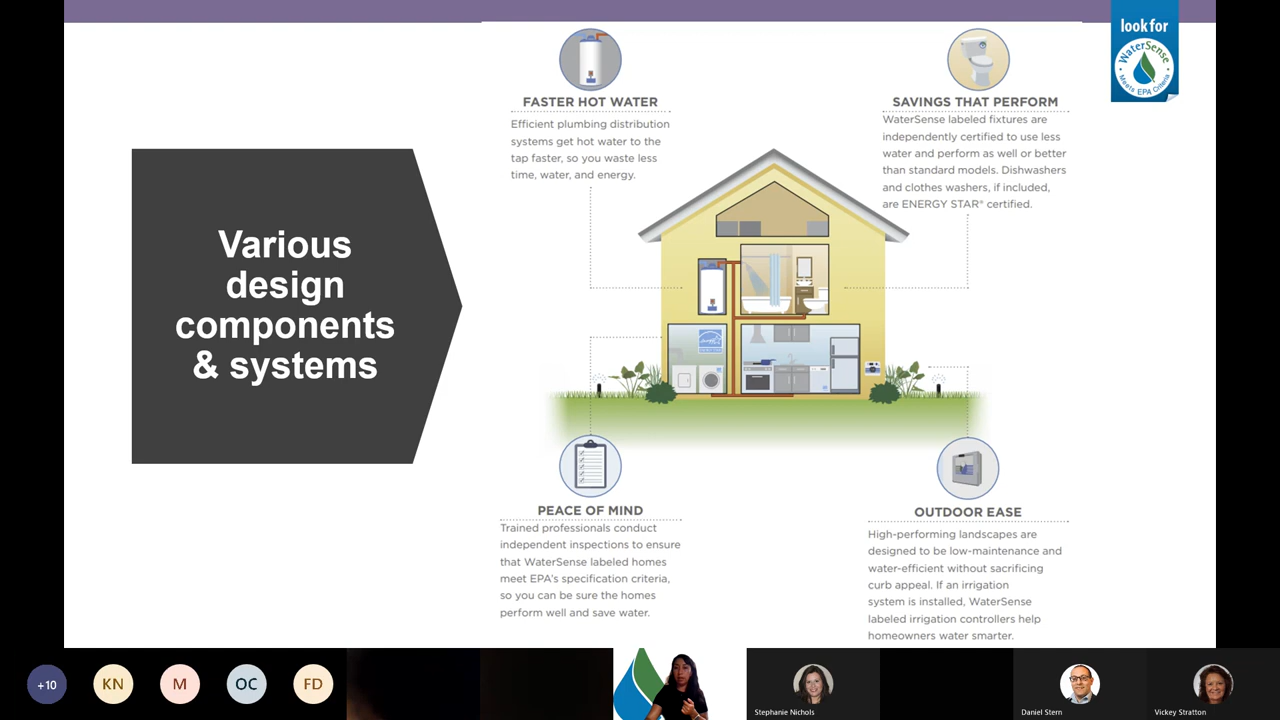 look for
WaterSense
Meets EPA Criteria
Various
design
components
& systems
FASTER HOT WATER
Efficient plumbing distribution
systems get hot water to the
tap faster, so you waste less
time, water, and energy.
SAVINGS THAT PERFORM
WaterSense labeled fixtures are
independently certified to use less
water and perform as well or better
than standard models. Dishwashers
and clothes washers, if included,
are ENERGY STAR® certified.
PEACE OF MIND
Trained professionals conduct
independent inspections to ensure
that WaterSense labeled homes
meet EPA's specification criteria,
so you can be sure the homes
perform well and save water.
OUTDOOR EASE
High-performing landscapes are
designed to be low-maintenance and
water-efficient without sacrificing
curb appeal. If an irrigation
system is installed, WaterSense
labeled irrigation controllers help
homeowners water smarter.
+10
KN
M
OC
FD
Stephanie Nichols
Daniel Stern
Vickey Stratton